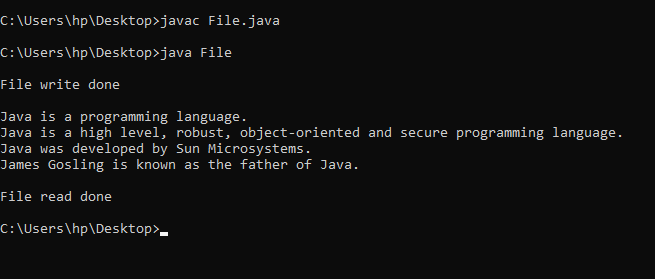 C:\Users\hp\Desktop>javac File.java
C:\Users\hp\Desktop>java File
File write done
Java is a programming language.
Java is a high level, robust, object-oriented and secure programming language.
Java was developed by Sun Microsystems.
James Gosling is known as the father of Java.
File read done
C:\Users\hp\Desktop>